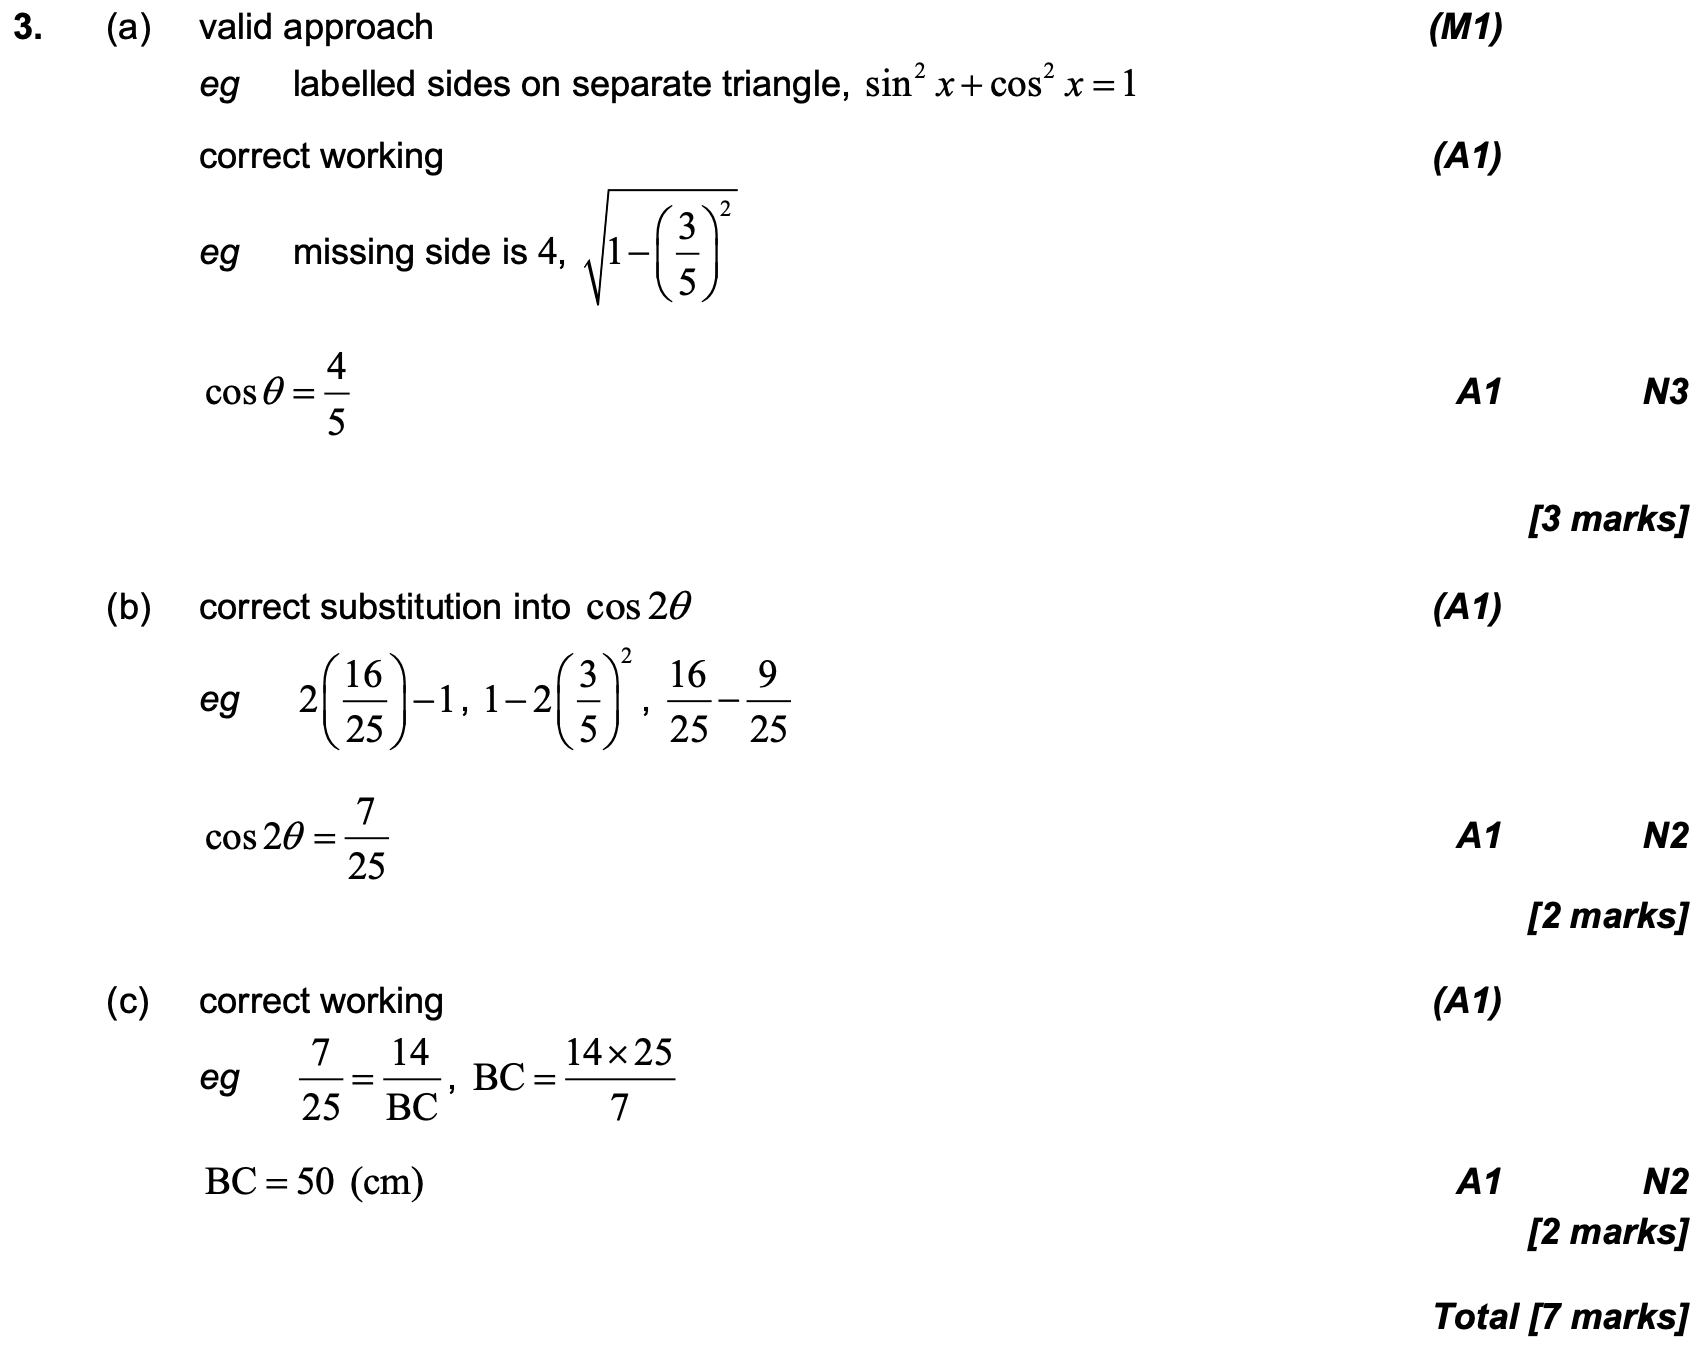 3. (a) valid approach (M1)
eg labelled sides on separate triangle, sin² x + cos² x = 1
correct working (A1)
eg missing side is 4, √(1 − (3/5)²)
cos θ = 4/5 A1 N3
[3 marks]
(b) correct substitution into cos 2θ (A1)
eg 2(16/25) − 1, 1 − 2(3/5)², 16/25 − 9/25
cos 2θ = 7/25 A1 N2
[2 marks]
(c) correct working (A1)
eg 7/25 = 14/BC, BC = (14 × 25)/7
BC = 50 (cm) A1 N2
[2 marks]
Total [7 marks]